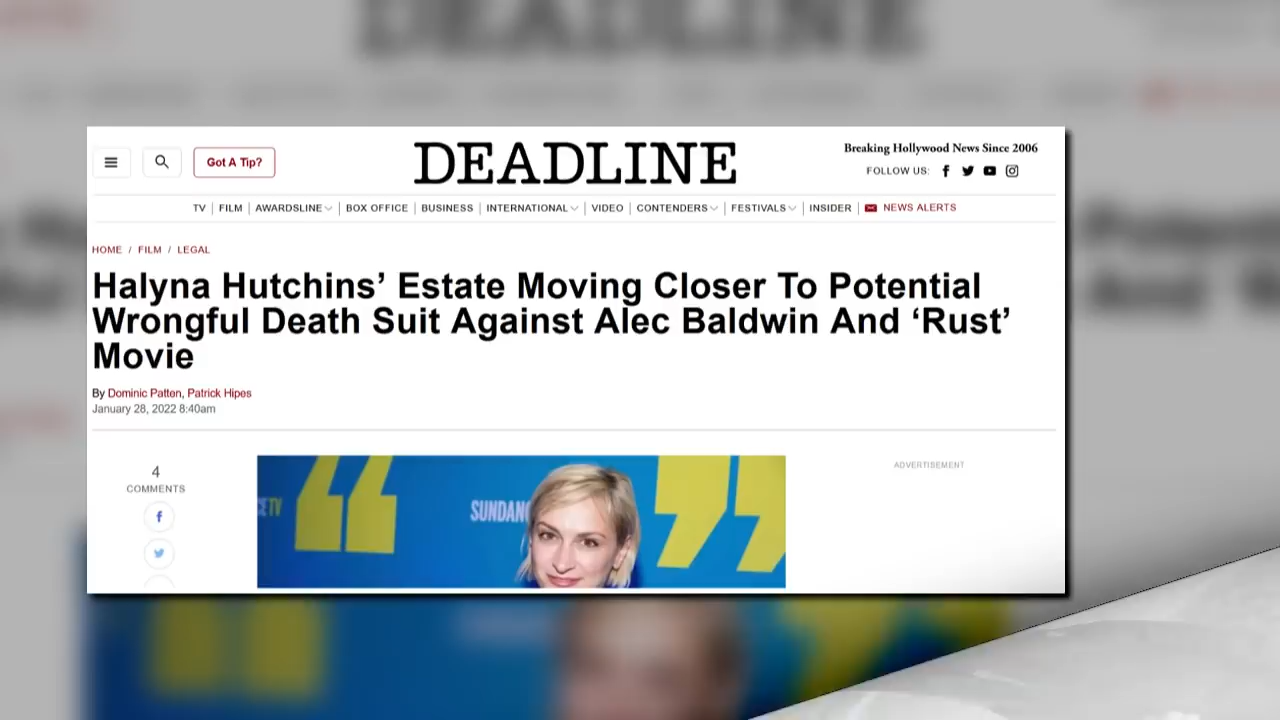 DEADLINE
Got A Tip?
DEADLINE
Breaking Hollywood News Since 2006
FOLLOW US:
TV FILM AWARDSLINE BOX OFFICE BUSINESS INTERNATIONAL VIDEO CONTENDERS FESTIVALS INSIDER NEWS ALERTS
HOME / FILM / LEGAL
Halyna Hutchins’ Estate Moving Closer To Potential
Wrongful Death Suit Against Alec Baldwin And ‘Rust’
Movie
By Dominic Patten, Patrick Hipes
January 28, 2022 8:40am
4
COMMENTS
ADVERTISEMENT
CETV
SUNDANC